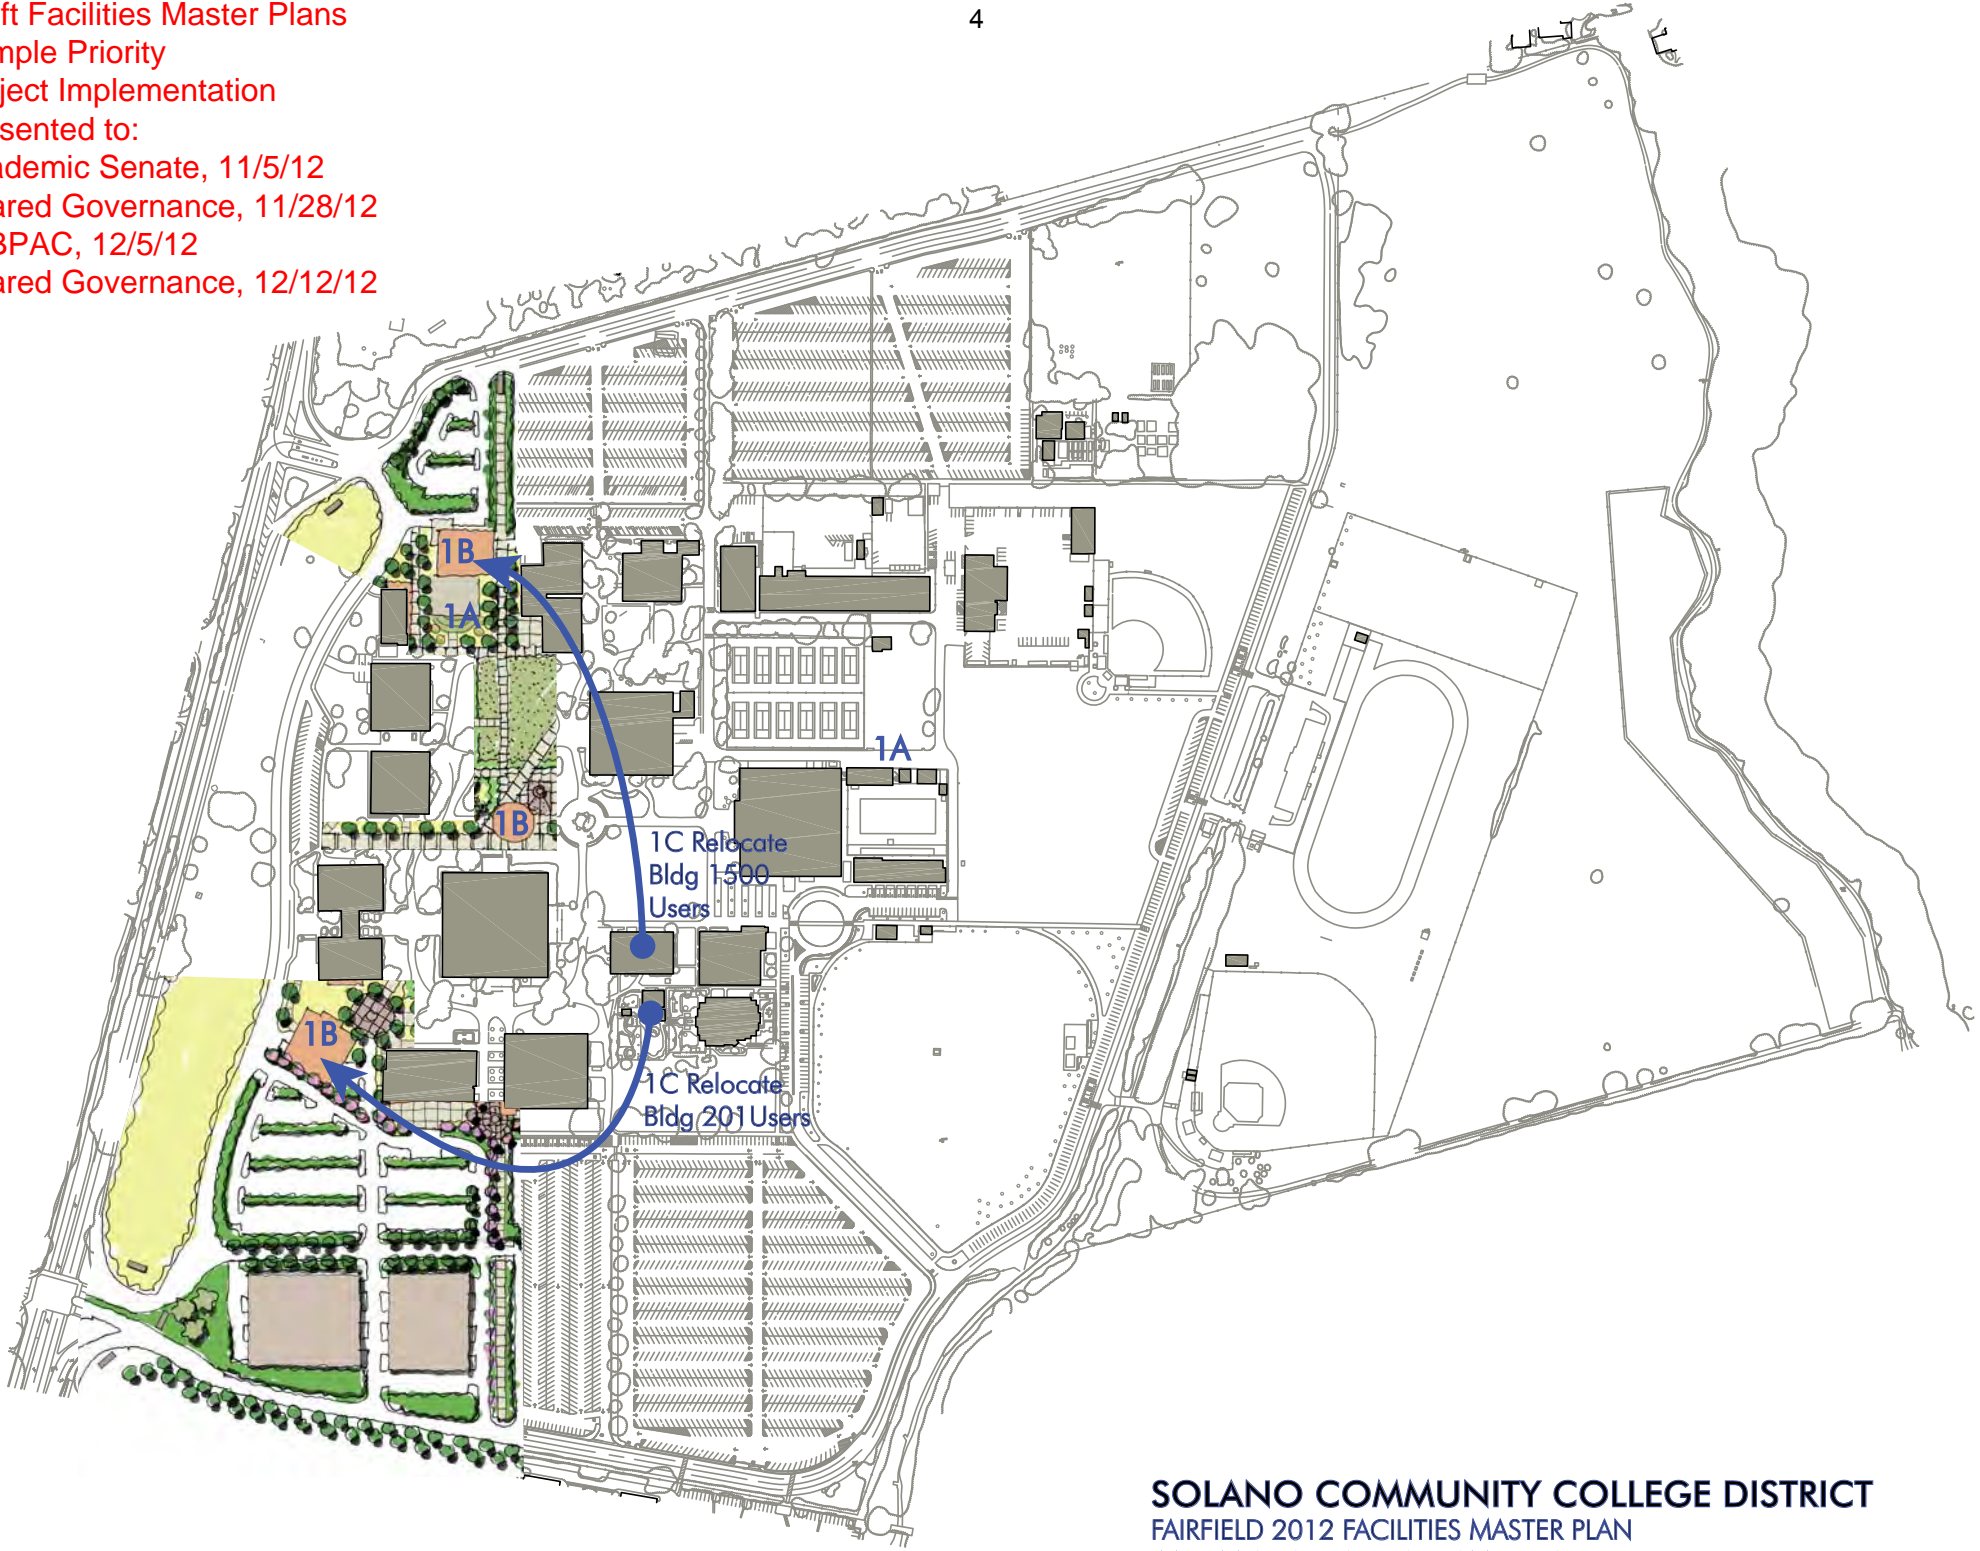 ft Facilities Master Plans
mple Priority
ject Implementation
sented to:
ademic Senate, 11/5/12
ared Governance, 11/28/12
BPAC, 12/5/12
ared Governance, 12/12/12
4
1B
1A
1A
1B
1C Relocate
Bldg 1500
Users
1B
1C Relocate
Bldg 201 Users
SOLANO COMMUNITY COLLEGE DISTRICT
FAIRFIELD 2012 FACILITIES MASTER PLAN